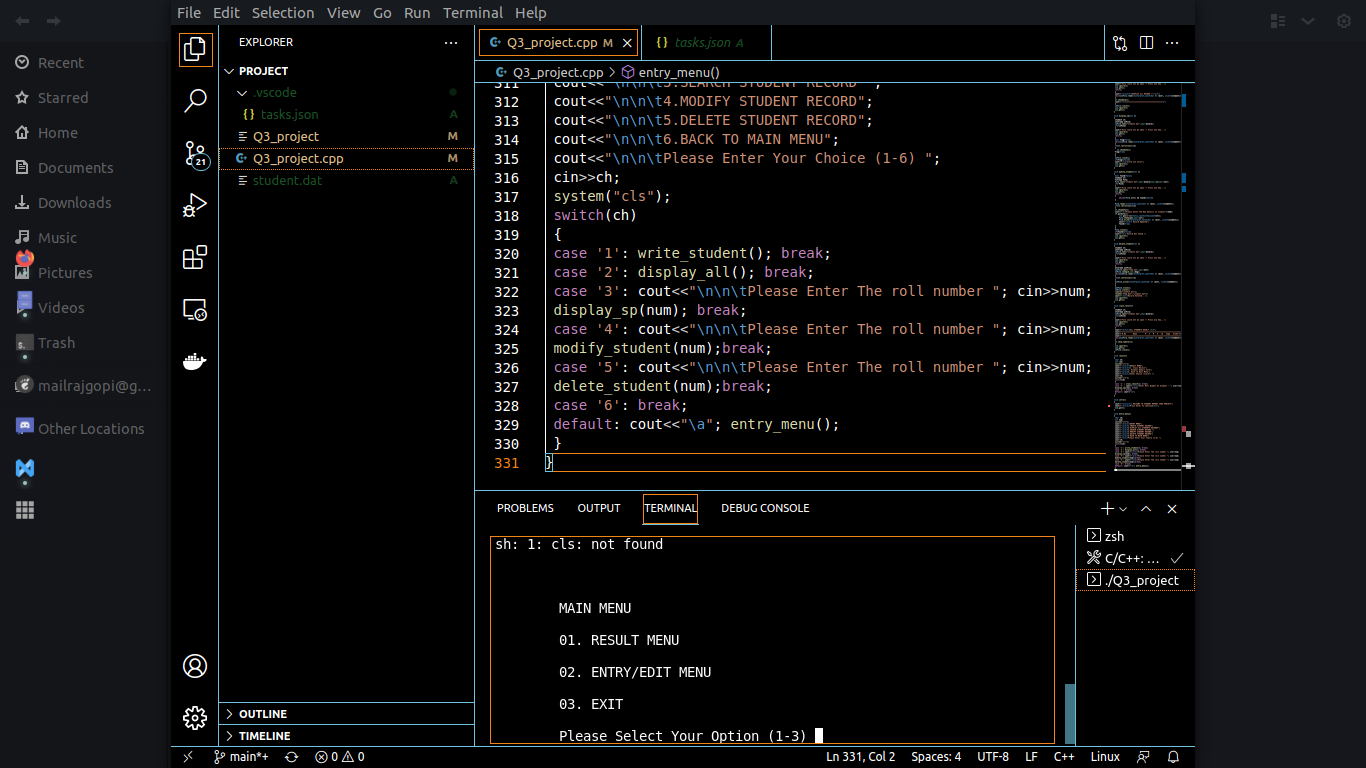 File Edit Selection View Go Run Terminal Help
Recent
Starred
Home
Documents
Downloads
Music
Pictures
Videos
Trash
mailrajgopi@g...
Other Locations
21
EXPLORER
PROJECT
.vscode
tasks.json A
Q3_project M
Q3_project.cpp M
student.dat A
OUTLINE
TIMELINE
Q3_project.cpp M
tasks.json A
Q3_project.cpp > entry_menu()
311 cout<<"\n\n\t3.SEARCH STUDENT RECORD ";
312 cout<<"\n\n\t4.MODIFY STUDENT RECORD";
313 cout<<"\n\n\t5.DELETE STUDENT RECORD";
314 cout<<"\n\n\t6.BACK TO MAIN MENU";
315 cout<<"\n\n\tPlease Enter Your Choice (1-6) ";
316 cin>>ch;
317 system("cls");
318 switch(ch)
319 {
320 case '1': write_student(); break;
321 case '2': display_all(); break;
322 case '3': cout<<"\n\n\tPlease Enter The roll number "; cin>>num;
323 display_sp(num); break;
324 case '4': cout<<"\n\n\tPlease Enter The roll number "; cin>>num;
325 modify_student(num);break;
326 case '5': cout<<"\n\n\tPlease Enter The roll number "; cin>>num;
327 delete_student(num);break;
328 case '6': break;
329 default: cout<<"\a"; entry_menu();
330 }
331 }
PROBLEMS OUTPUT TERMINAL DEBUG CONSOLE
sh: 1: cls: not found
MAIN MENU
01. RESULT MENU
02. ENTRY/EDIT MENU
03. EXIT
Please Select Your Option (1-3)
zsh
C/C++: ...
./Q3_project
main*+ 0 0 Ln 331, Col 2 Spaces: 4 UTF-8 LF C++ Linux